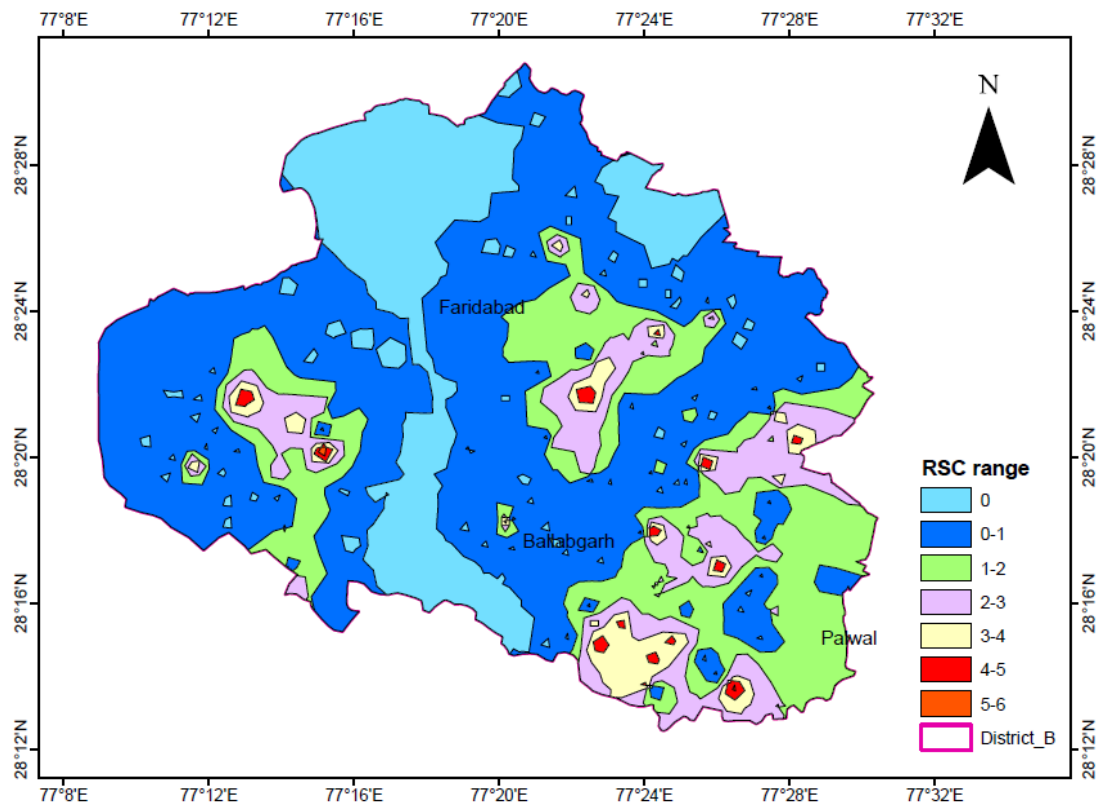 77°8'E 77°12'E 77°16'E 77°20'E 77°24'E 77°28'E 77°32'E
N
28°28'N 28°28'N
28°24'N 28°24'N
Faridabad
28°20'N 28°20'N
RSC range
0
0-1
Ballabgarh
1-2
28°16'N 28°16'N
2-3
Palwal
3-4
4-5
5-6
District_B
28°12'N 28°12'N
77°8'E 77°12'E 77°16'E 77°20'E 77°24'E 77°28'E 77°32'E